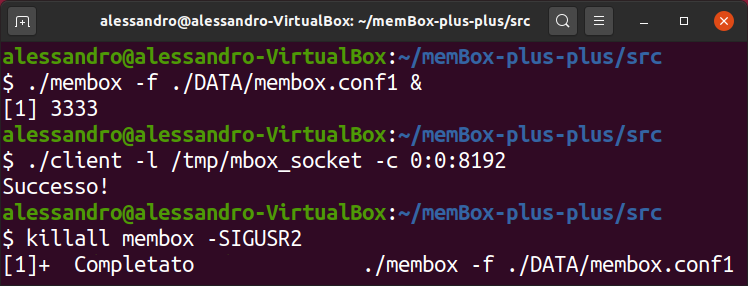 alessandro@alessandro-VirtualBox: ~/memBox-plus-plus/src
alessandro@alessandro-VirtualBox:~/memBox-plus-plus/src
$ ./membox -f ./DATA/membox.conf1 &
[1] 3333
alessandro@alessandro-VirtualBox:~/memBox-plus-plus/src
$ ./client -l /tmp/mbox_socket -c 0:0:8192
Successo!
alessandro@alessandro-VirtualBox:~/memBox-plus-plus/src
$ killall membox -SIGUSR2
[1]+  Completato              ./membox -f ./DATA/membox.conf1